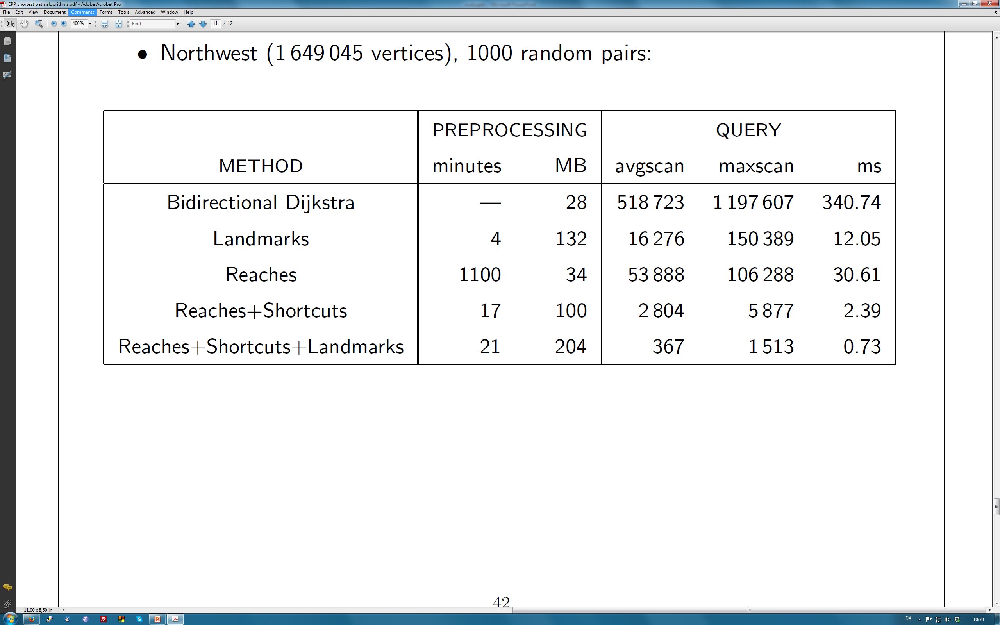 EPP shortest path algorithms.pdf - Adobe Acrobat Pro
File Edit View Document Comments Forms Tools Advanced Window Help
400% Find 11 / 12
• Northwest (1 649 045 vertices), 1000 random pairs:
PREPROCESSING QUERY
METHOD minutes MB avgscan maxscan ms
Bidirectional Dijkstra — 28 518 723 1 197 607 340.74
Landmarks 4 132 16 276 150 389 12.05
Reaches 1100 34 53 888 106 288 30.61
Reaches+Shortcuts 17 100 2 804 5 877 2.39
Reaches+Shortcuts+Landmarks 21 204 367 1 513 0.73
42
11,00 x 8,50 in
DA 10:30